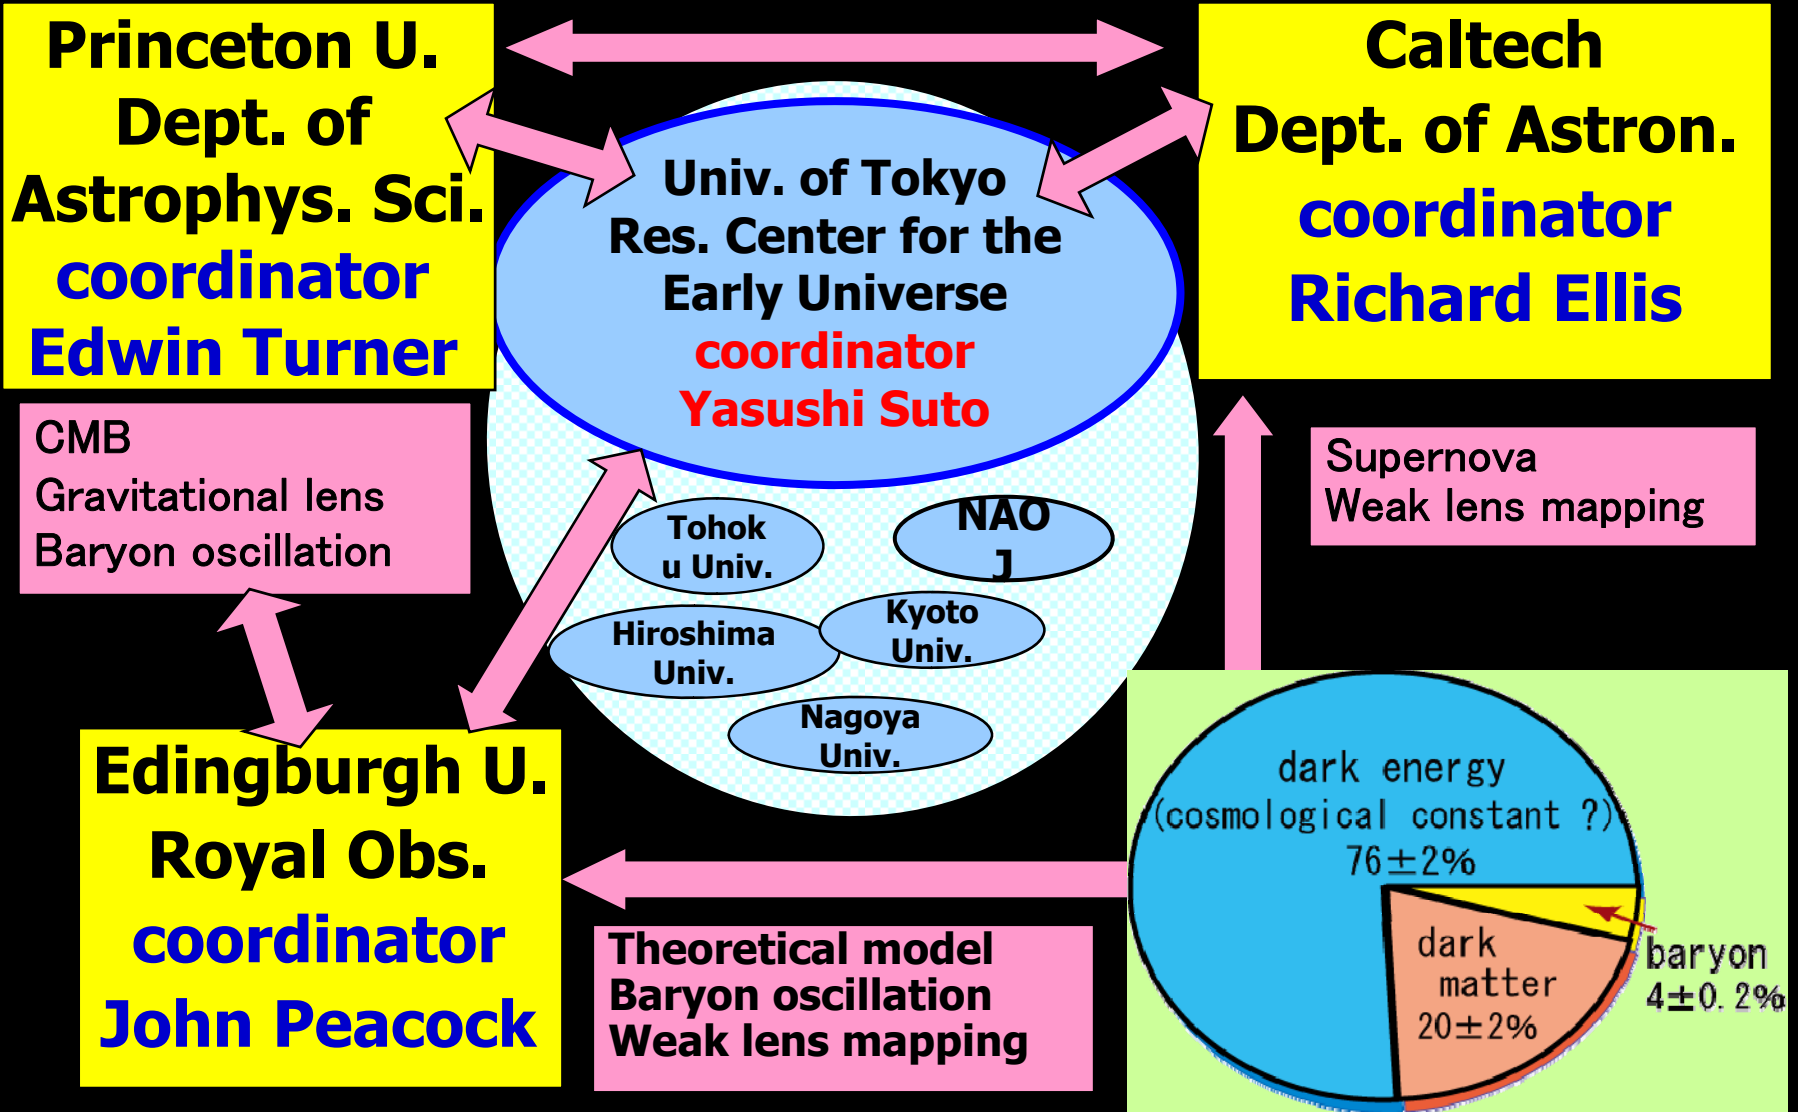 Princeton U.
Dept. of
Astrophys. Sci.
coordinator
Edwin Turner
Univ. of Tokyo
Res. Center for the
Early Universe
coordinator
Yasushi Suto
Caltech
Dept. of Astron.
coordinator
Richard Ellis
CMB
Gravitational lens
Baryon oscillation
Supernova
Weak lens mapping
Tohok
u Univ.
NAO
J
Hiroshima
Univ.
Kyoto
Univ.
Nagoya
Univ.
Edingburgh U.
Royal Obs.
coordinator
John Peacock
Theoretical model
Baryon oscillation
Weak lens mapping
dark energy
(cosmological constant ?)
76±2%
dark
matter
20±2%
baryon
4±0.2%